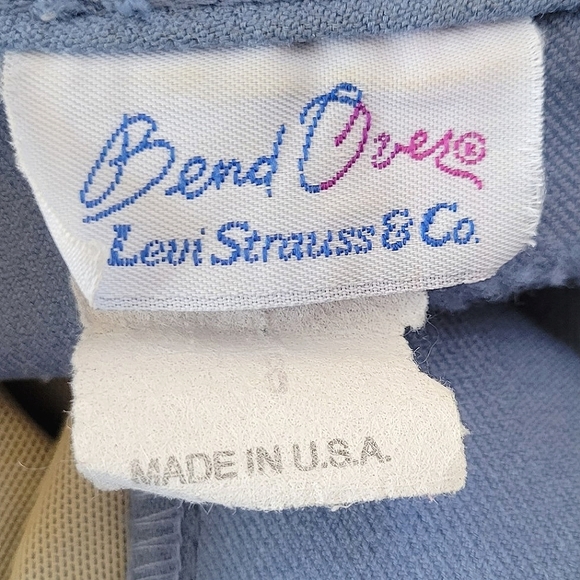 Bend Over®
Levi Strauss & Co.
MADE IN U.S.A.